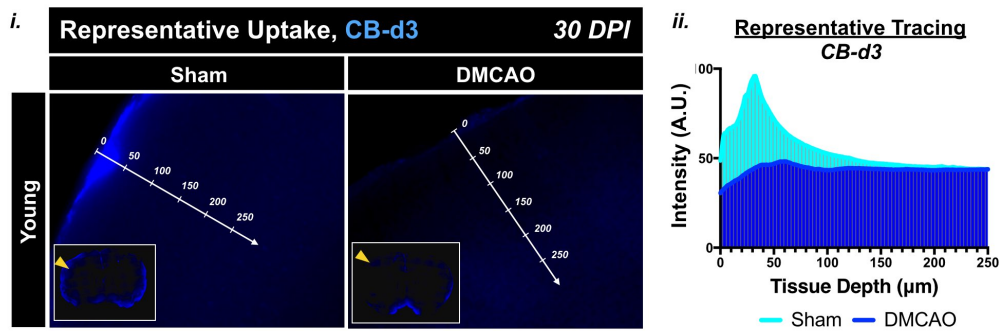 i.
Representative Uptake, CB-d3 30 DPI
Sham DMCAO
Young
0
50
100
150
200
250
0
50
100
150
200
250
ii.
Representative Tracing
CB-d3
Intensity (A.U.)
00
50
0
0 50 100 150 200 250
Tissue Depth (µm)
Sham DMCAO